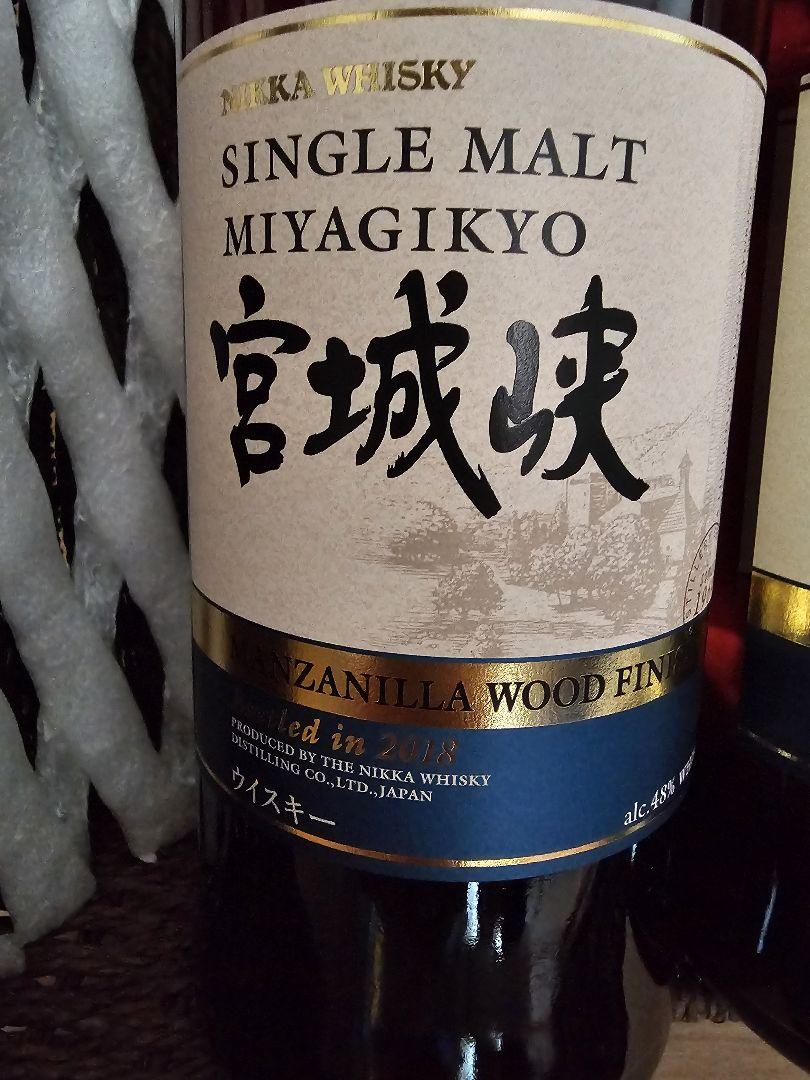 NIKKA WHISKY
SINGLE MALT
MIYAGIKYO
宮城峡
MANZANILLA WOOD FINISH
Bottled in 2018
PRODUCED BY THE NIKKA WHISKY
DISTILLING CO.,LTD.,JAPAN
ウイスキー
alc.48%